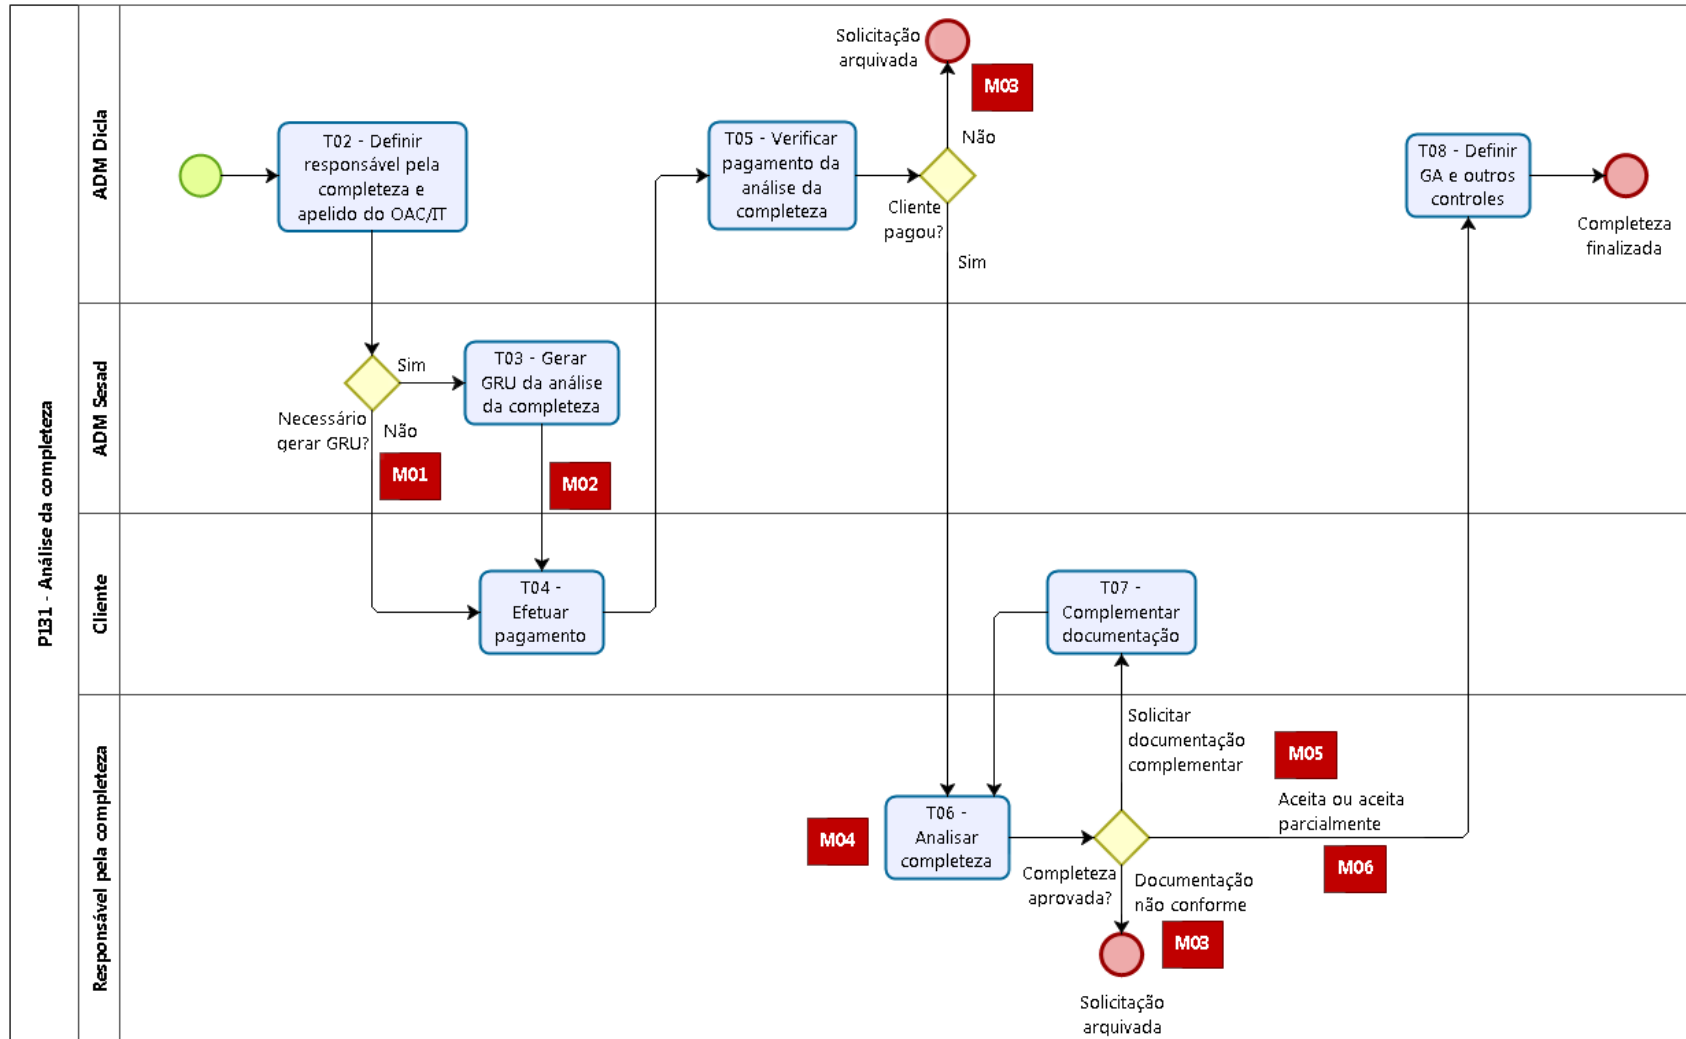 P131 - Análise da completeza
ADM Dicla
T02 - Definir
responsável pela
completeza e
apelido do OAC/IT
T05 - Verificar
pagamento da
análise da
completeza
Solicitação
arquivada
M03
Não
Cliente
pagou?
Sim
T08 - Definir
GA e outros
controles
Completeza
finalizada
ADM Sesad
Necessário
gerar GRU?
Sim
Não
M01
T03 - Gerar
GRU da análise
da completeza
M02
Cliente
T04 -
Efetuar
pagamento
T07 -
Complementar
documentação
Responsável pela completeza
M04
T06 -
Analisar
completeza
Completeza
aprovada?
Solicitar
documentação
complementar
M05
Aceita ou aceita
parcialmente
M06
Documentação
não conforme
M03
Solicitação
arquivada